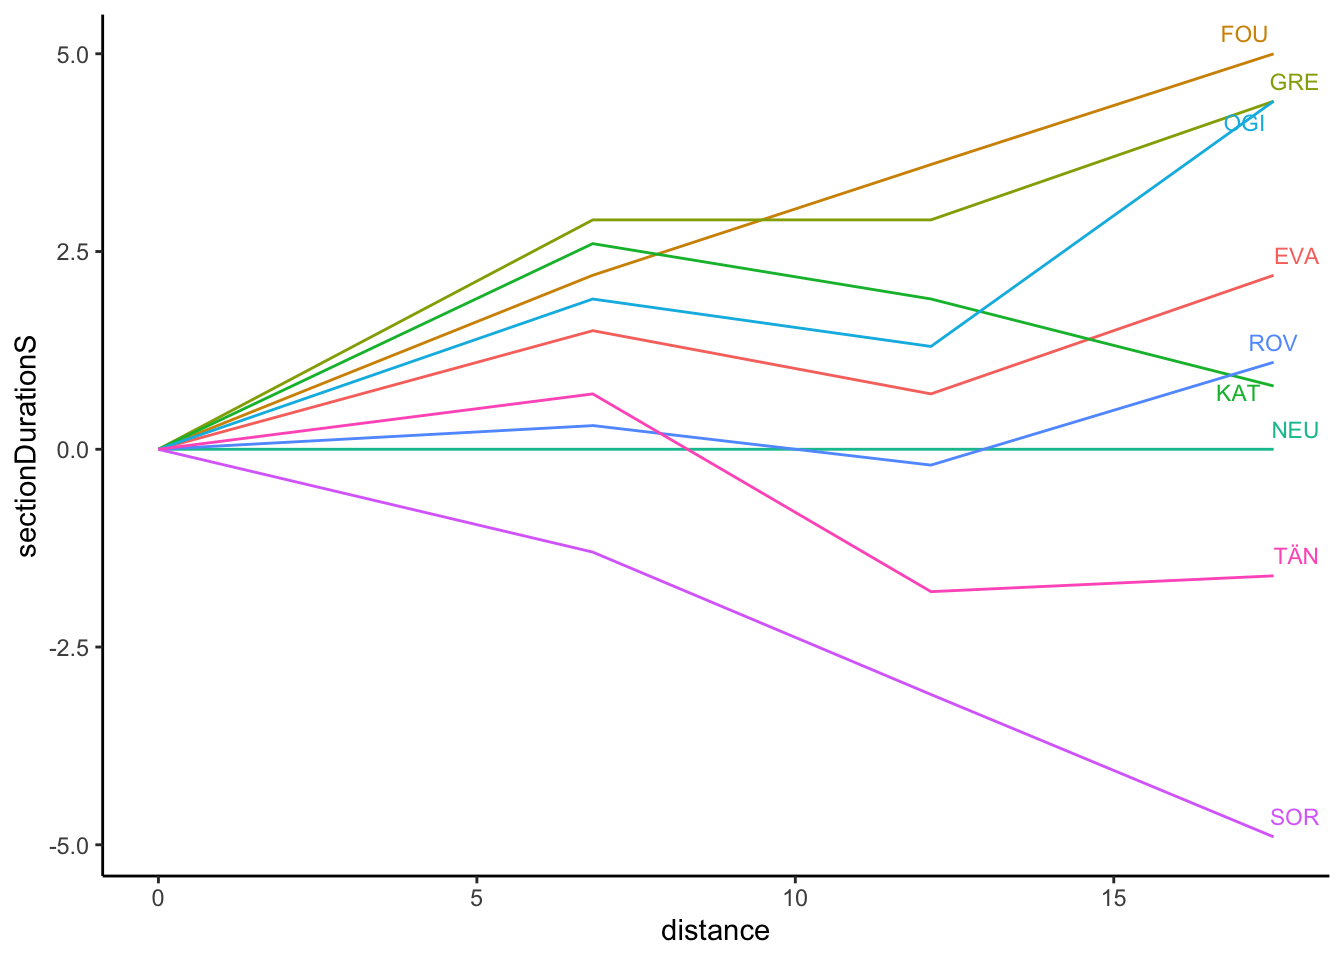 FOU
5.0
GRE
OGI
2.5
EVA
ROV
KAT
NEU
0.0
sectionDurationS
TÄN
-2.5
SOR
-5.0
0 5 10 15
distance